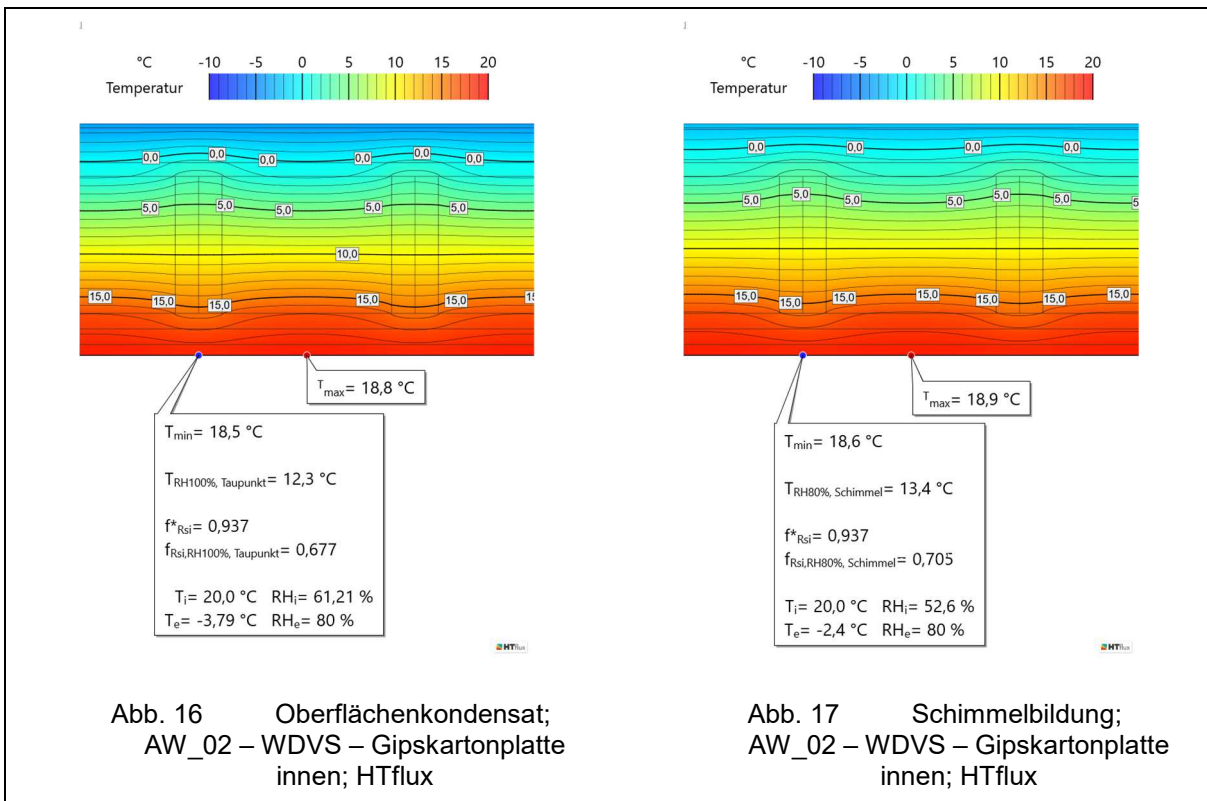 °C -10 -5 0 5 10 15 20
Temperatur
0,0 0,0 0,0 0,0 0,0 0,0
5,0 5,0 5,0 5,0 5,0
10,0
15,0 15,0 15,0 15,0 15,0 15
Tmax= 18,8 °C
Tmin= 18,5 °C
TRH100%, Taupunkt= 12,3 °C
f*Rsi= 0,937
fRsi,RH100%, Taupunkt= 0,677
Ti= 20,0 °C RHi= 61,21 %
Te= -3,79 °C RHe= 80 %
HTflux
Abb. 16 Oberflächenkondensat;
AW_02 – WDVS – Gipskartonplatte
innen; HTflux
°C -10 -5 0 5 10 15 20
Temperatur
0,0 0,0 0,0 0,0
5,0 5,0 5,0 5,0 5,0 5,0 5
15,0 15,0 15,0 15,0 15,0 15,0
Tmax= 18,9 °C
Tmin= 18,6 °C
TRH80%, Schimmel= 13,4 °C
f*Rsi= 0,937
fRsi,RH80%, Schimmel= 0,705
Ti= 20,0 °C RHi= 52,6 %
Te= -2,4 °C RHe= 80 %
HTflux
Abb. 17 Schimmelbildung;
AW_02 – WDVS – Gipskartonplatte
innen; HTflux